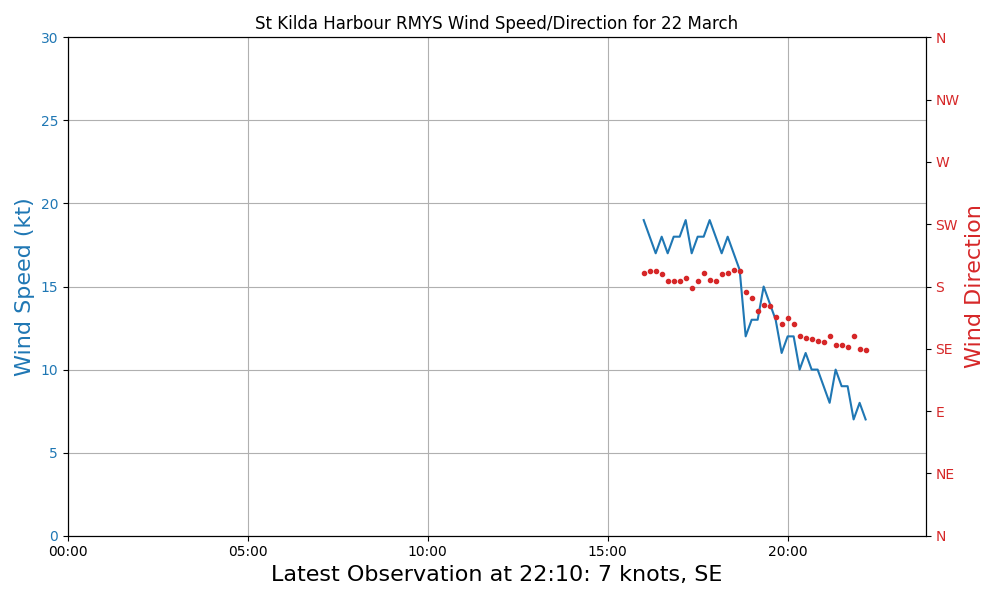 St Kilda Harbour RMYS Wind Speed/Direction for 22 March
30
25
20
15
10
5
0
Wind Speed (kt)
N
NW
W
SW
S
SE
E
NE
N
Wind Direction
00:00
05:00
10:00
15:00
20:00
Latest Observation at 22:10: 7 knots, SE